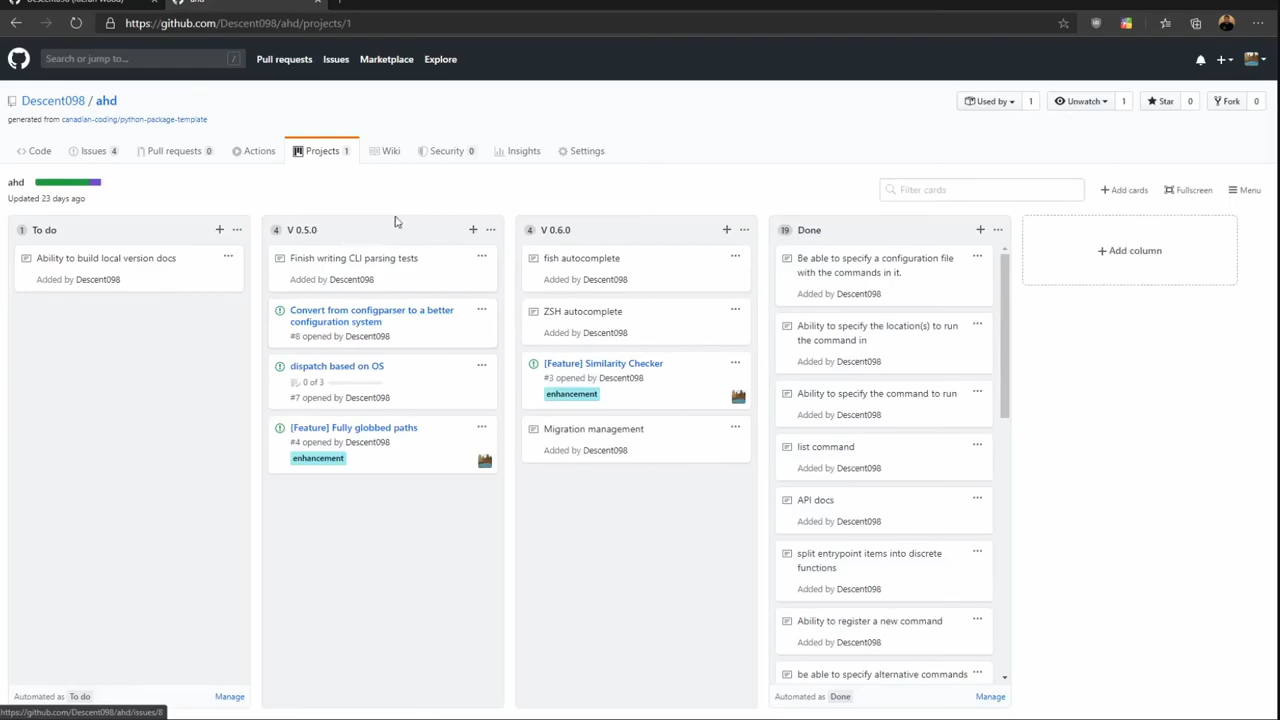 https://github.com/Descent098/ahd/projects/1
Search or jump to...
/
Pull requests
Issues
Marketplace
Explore
Descent098 / ahd
generated from canadian-coding/python-package-template
Used by 1
Unwatch 1
Star 0
Fork 0
Code
Issues 4
Pull requests 0
Actions
Projects 1
Wiki
Security 0
Insights
Settings
ahd
Updated 23 days ago
Filter cards
Add cards
Fullscreen
Menu
1 To do
Ability to build local version docs
Added by Descent098
Automated as To do
Manage
4 V 0.5.0
Finish writing CLI parsing tests
Added by Descent098
Convert from configparser to a better
configuration system
#8 opened by Descent098
dispatch based on OS
0 of 3
#7 opened by Descent098
[Feature] Fully globbed paths
#4 opened by Descent098
enhancement
4 V 0.6.0
fish autocomplete
Added by Descent098
ZSH autocomplete
Added by Descent098
[Feature] Similarity Checker
#3 opened by Descent098
enhancement
Migration management
Added by Descent098
19 Done
Be able to specify a configuration file
with the commands in it.
Added by Descent098
Ability to specify the location(s) to run
the command in
Added by Descent098
Ability to specify the command to run
Added by Descent098
list command
Added by Descent098
API docs
Added by Descent098
split entrypoint items into discrete
functions
Added by Descent098
Ability to register a new command
Added by Descent098
be able to specify alternative commands
Automated as Done
Manage
+ Add column
https://github.com/Descent098/ahd/issues/8